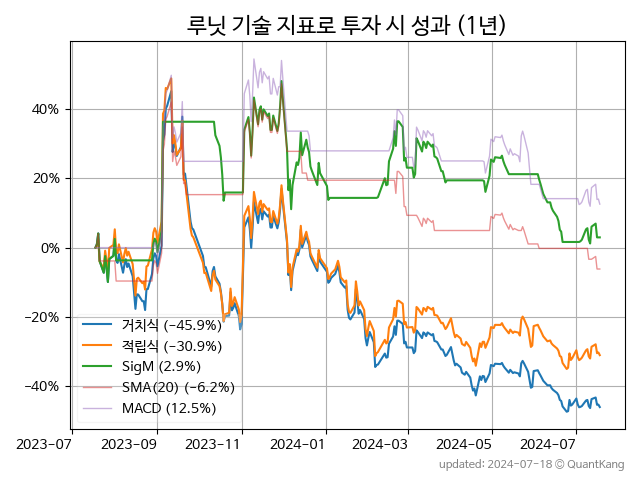 루닛 기술 지표로 투자 시 성과 (1년)
40%
20%
0%
−20%
−40%
거치식 (−45.9%)
적립식 (−30.9%)
SigM (2.9%)
SMA(20) (−6.2%)
MACD (12.5%)
2023-07 2023-09 2023-11 2024-01 2024-03 2024-05 2024-07
updated: 2024-07-18 © QuantKang